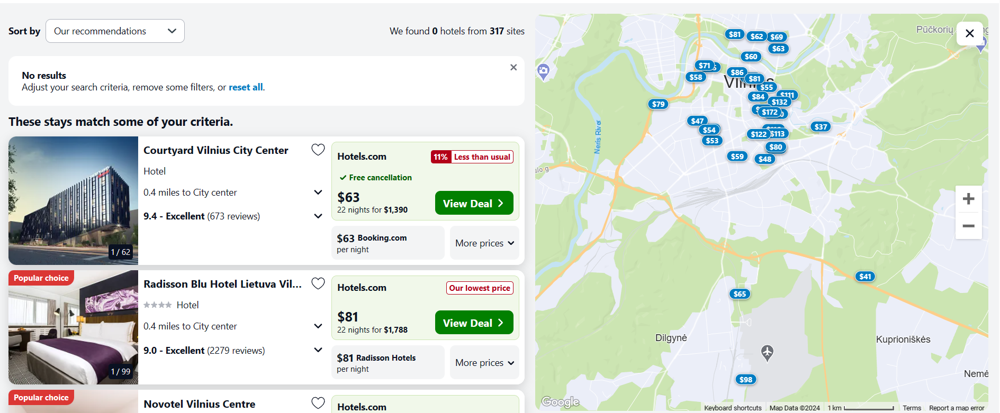 Sort by
Our recommendations
We found 0 hotels from 317 sites
No results
Adjust your search criteria, remove some filters, or reset all.
These stays match some of your criteria.
Courtyard Vilnius City Center
Hotel
0.4 miles to City center
9.4 - Excellent (673 reviews)
1 / 62
Hotels.com
11% Less than usual
Free cancellation
$63
22 nights for $1,390
View Deal
$63 Booking.com
per night
More prices
Popular choice
Radisson Blu Hotel Lietuva Vil...
Hotel
0.4 miles to City center
9.0 - Excellent (2279 reviews)
1 / 99
Hotels.com
Our lowest price
$81
22 nights for $1,788
View Deal
$81 Radisson Hotels
per night
More prices
Popular choice
Novotel Vilnius Centre
Hotels.com
Pūčkorių
$81
$62
$69
$63
$60
$71
$86
$58
$81
$55
$84
$111
$132
$79
$172
$47
$54
$37
$122
$113
$53
$80
$59
$48
Neris River
slo g.
$41
$65
Dilgynė
Kuprioniškės
Nemė
$98
Google
Keyboard shortcuts
Map Data ©2024
1 km
Terms
Report a map error